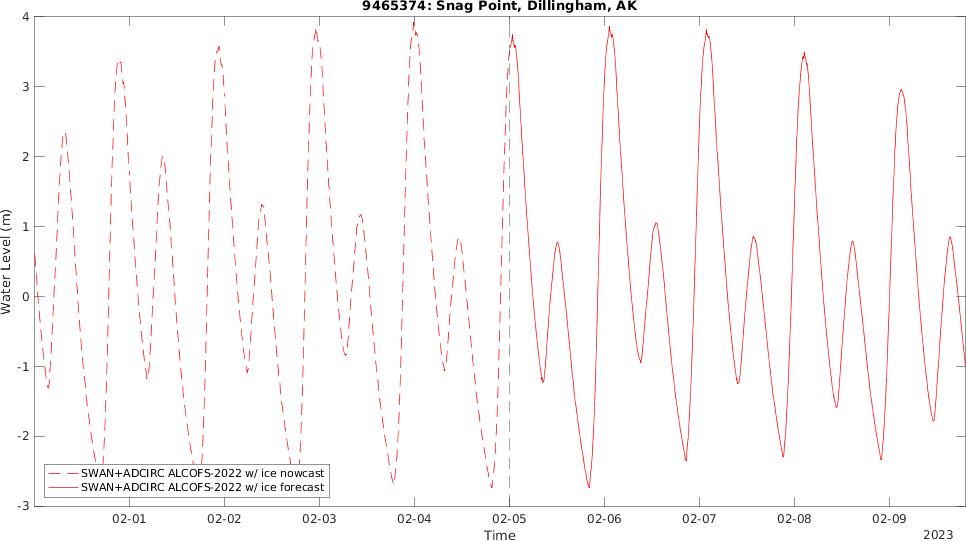 9465374: Snag Point, Dillingham, AK
Water Level (m)
4
3
2
1
0
-1
-2
-3
SWAN+ADCIRC ALCOFS-2022 w/ ice nowcast
SWAN+ADCIRC ALCOFS-2022 w/ ice forecast
02-01 02-02 02-03 02-04 02-05 02-06 02-07 02-08 02-09
Time
2023